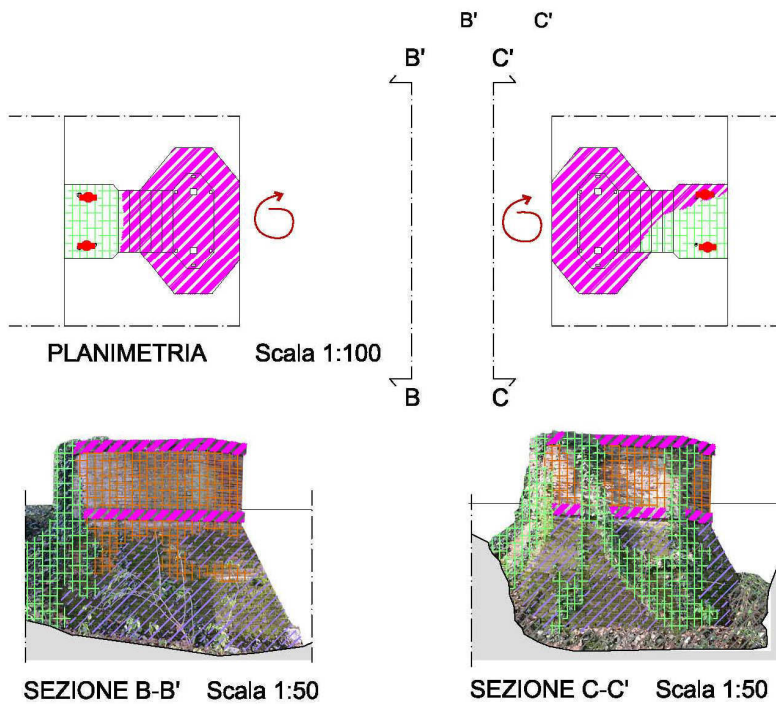 B' C'
B' C'
PLANIMETRIA Scala 1:100
B C
SEZIONE B-B' Scala 1:50
SEZIONE C-C' Scala 1:50